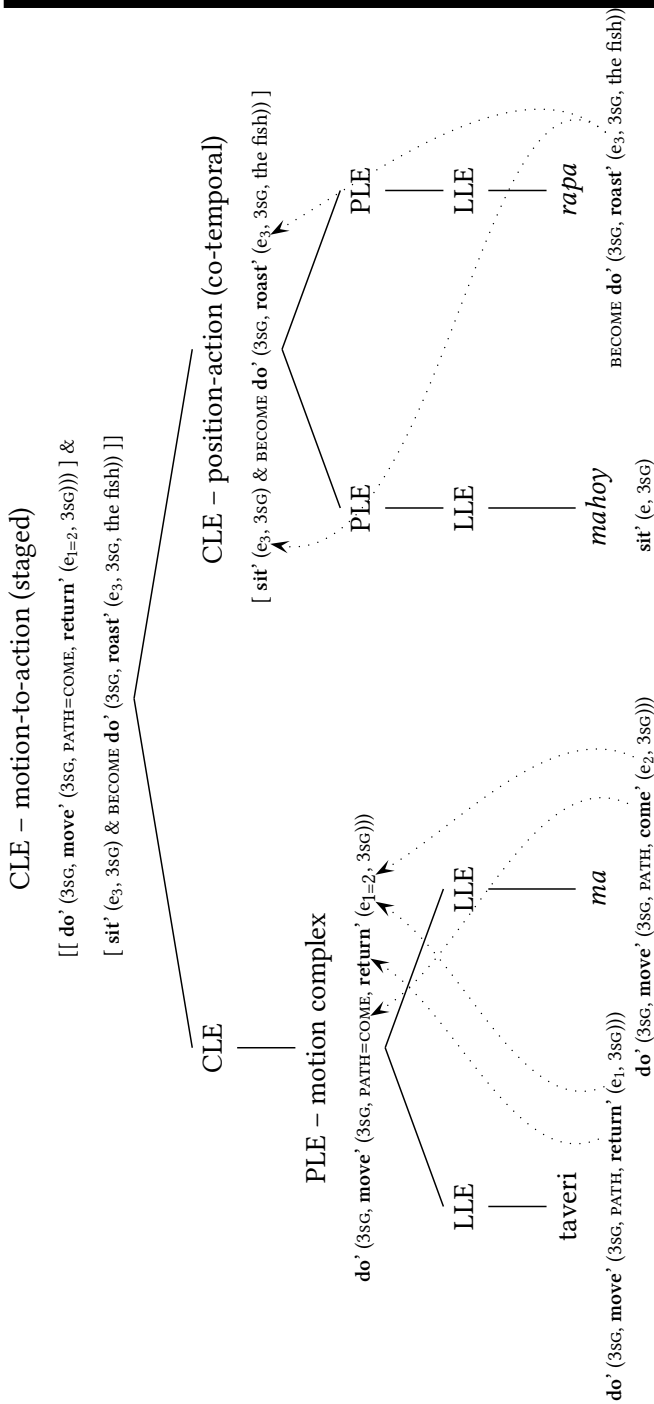 CLE – motion-to-action (staged)
[[ do' (3SG, move' (3SG, PATH=COME, return' (e1=2, 3SG))) ] &
[ sit' (e3, 3SG) & BECOME do' (3SG, roast' (e3, 3SG, the fish)) ]]
CLE
CLE – position-action (co-temporal)
[ sit' (e3, 3SG) & BECOME do' (3SG, roast' (e3, 3SG, the fish)) ]
PLE – motion complex
do' (3SG, move' (3SG, PATH=COME, return' (e1=2, 3SG)))
PLE
PLE
LLE
LLE
LLE
LLE
taveri
ma
mahoy
rapa
do' (3SG, move' (3SG, PATH, return' (e1, 3SG)))
do' (3SG, move' (3SG, PATH, come' (e2, 3SG)))
sit' (e, 3SG)
BECOME do' (3SG, roast' (e3, 3SG, the fish))